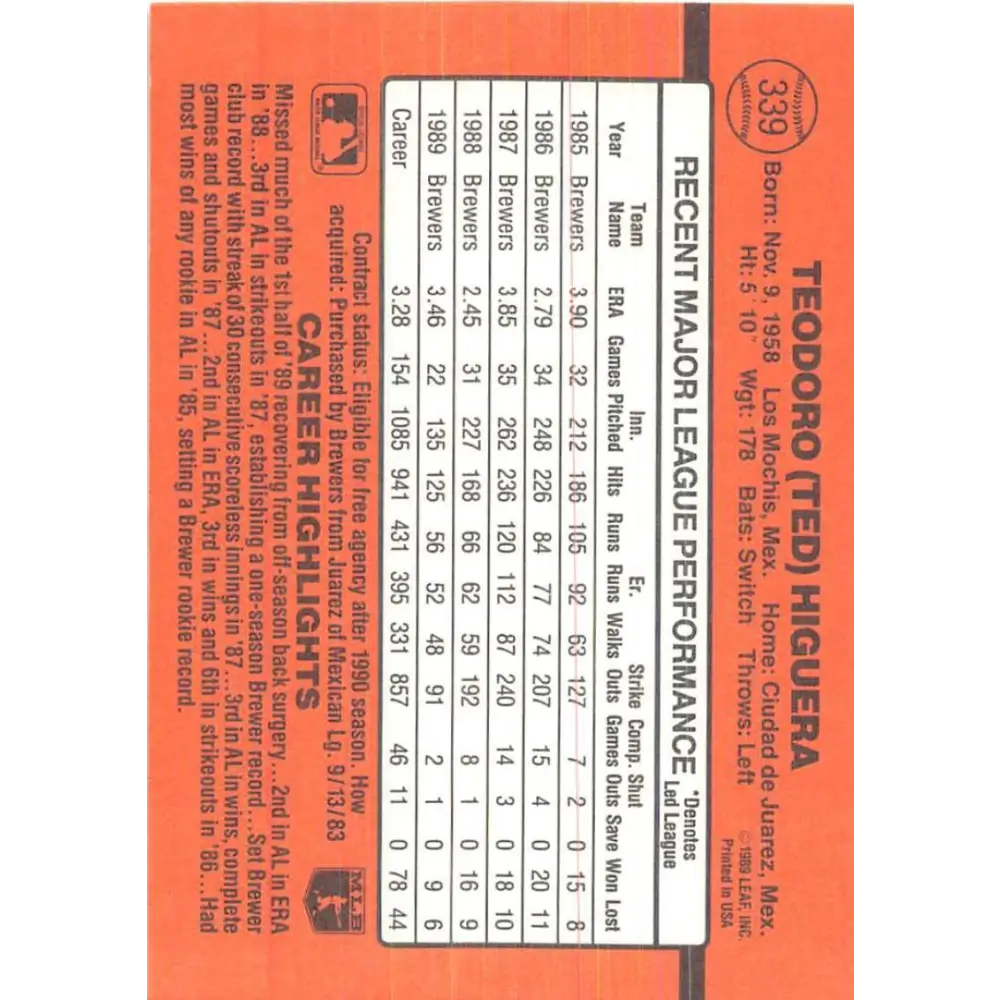 339
TEODORO (TED) HIGUERA
Born: Nov. 9, 1958 Los Mochis, Mex. Home: Ciudad de Juarez, Mex.
Ht: 5' 10" Wgt: 178 Bats: Switch Throws: Left
© 1989 LEAF, INC.
Printed in USA
RECENT MAJOR LEAGUE PERFORMANCE *Denotes Led League
Year Team Name ERA Games Inn. Pitched Hits Runs Er. Runs Walks Strike Outs Comp. Games Shut Outs Save Won Lost
1985 Brewers 3.90 32 212 186 105 92 63 127 7 2 0 15 8
1986 Brewers 2.79 34 248 226 84 77 74 207 15 4 0 20 11
1987 Brewers 3.85 35 262 236 120 112 87 240 14 3 0 18 10
1988 Brewers 2.45 31 227 168 66 62 59 192 8 1 0 16 9
1989 Brewers 3.46 22 135 125 56 52 48 91 2 1 0 9 6
Career 3.28 154 1085 941 431 395 331 857 46 11 0 78 44
Contract status: Eligible for free agency after 1990 season. How
acquired: Purchased by Brewers from Juarez of Mexican Lg. 9/13/83
MLB
CAREER HIGHLIGHTS
Missed much of the 1st half of '89 recovering from off-season back surgery...2nd in AL in ERA
in '88...3rd in AL in strikeouts in '87, establishing a one-season Brewer record...Set Brewer
club record with streak of 30 consecutive scoreless innings in '87...3rd in AL in wins, complete
games and shutouts in '87...2nd in AL in ERA, 3rd in wins and 6th in strikeouts in '86...Had
most wins of any rookie in AL in '85, setting a Brewer rookie record.